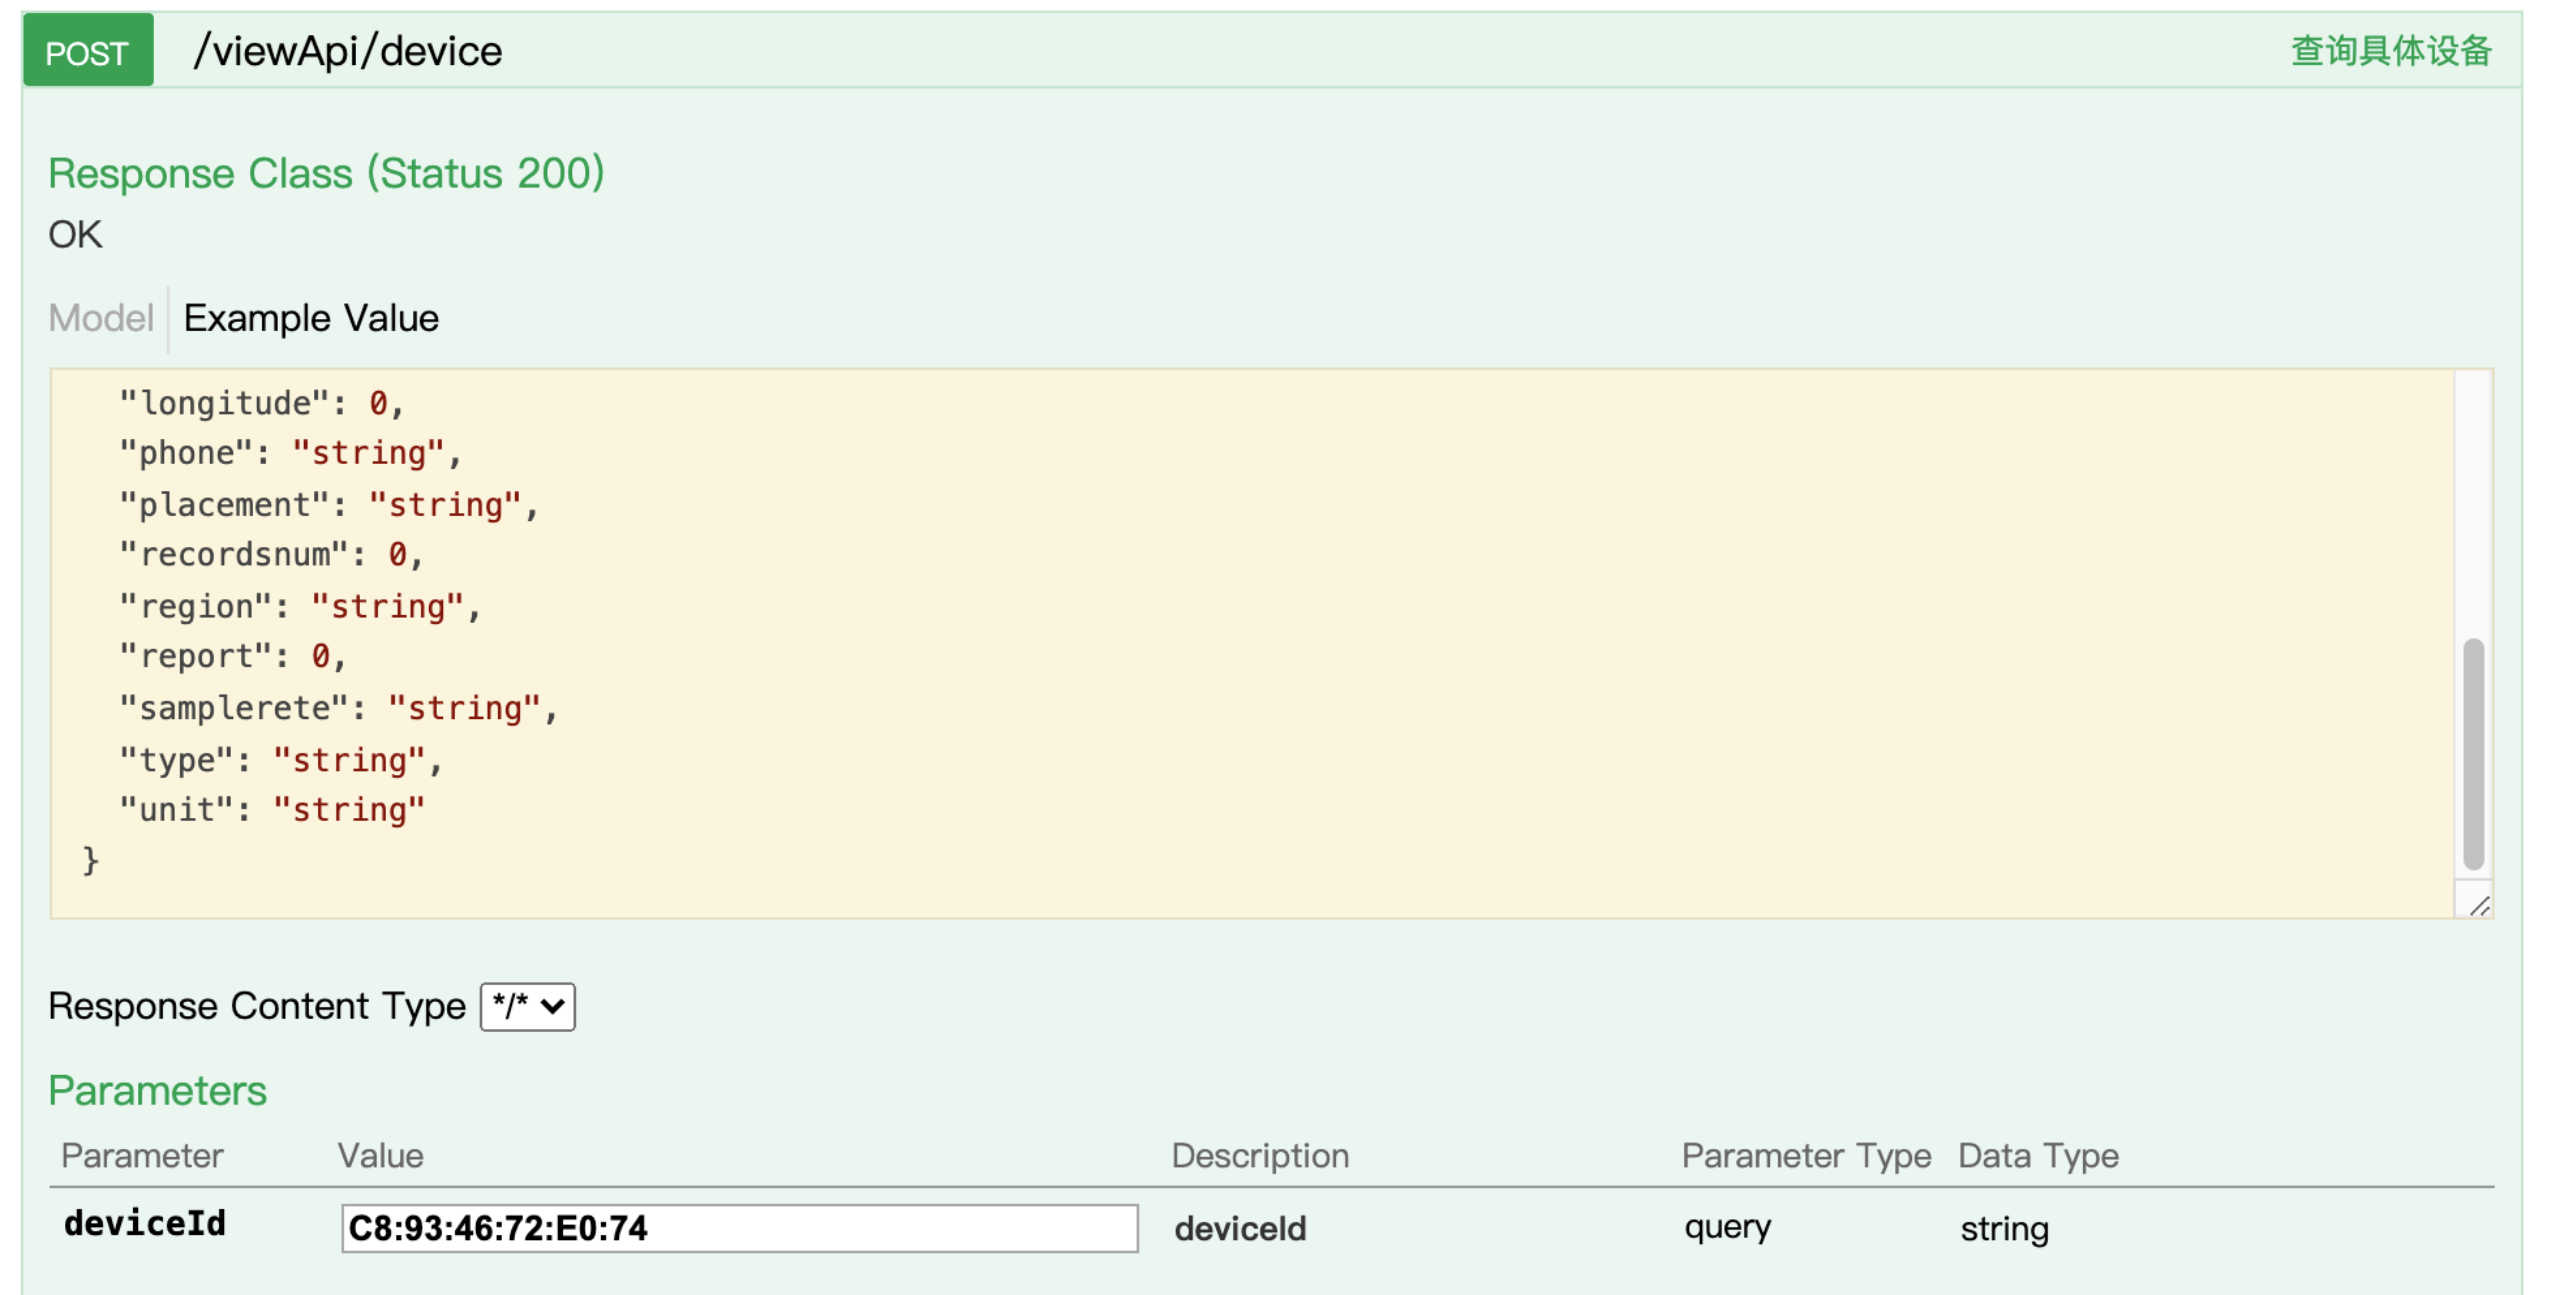 POST /viewApi/device 查询具体设备
Response Class (Status 200)
OK
Model Example Value
"longitude": 0,
"phone": "string",
"placement": "string",
"recordsnum": 0,
"region": "string",
"report": 0,
"samplerete": "string",
"type": "string",
"unit": "string"
}
Response Content Type */*
Parameters
Parameter Value Description Parameter Type Data Type
deviceId C8:93:46:72:E0:74 deviceId query string